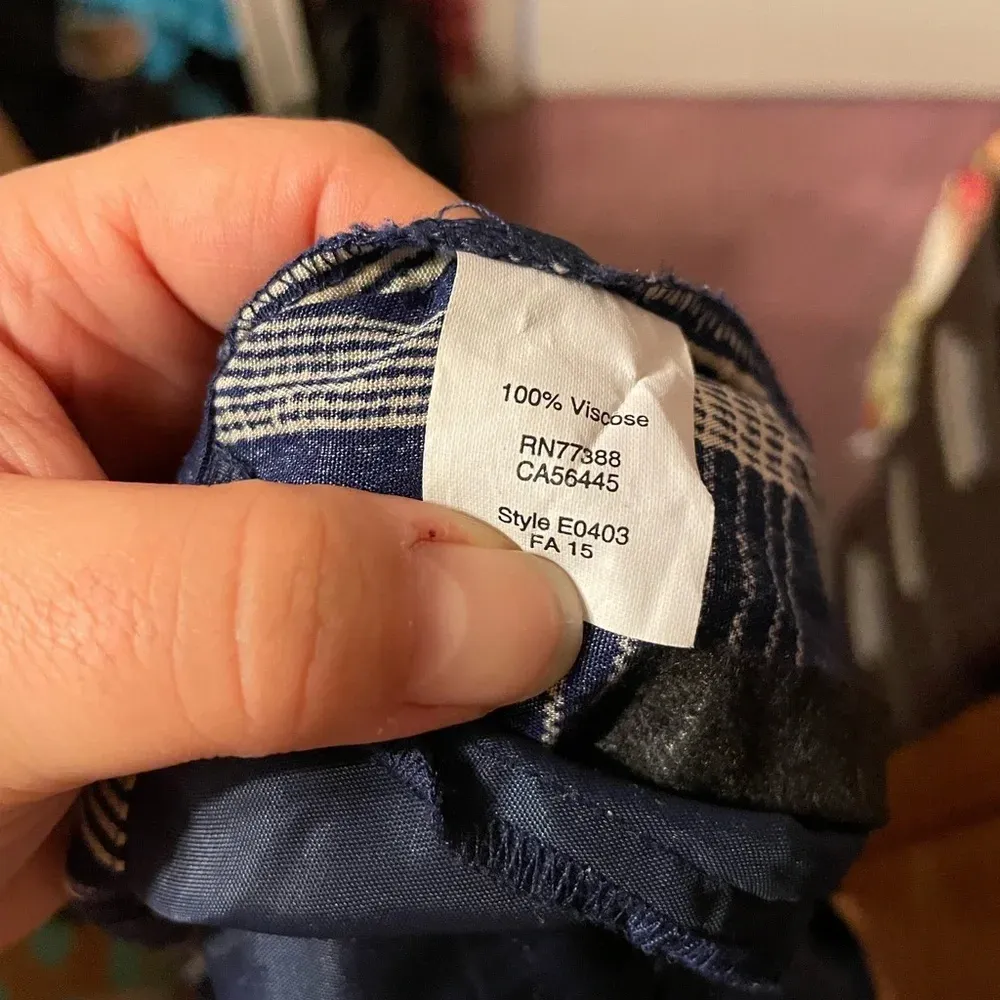 100% Viscose
RN77388
CA56445
Style E0403
FA 15